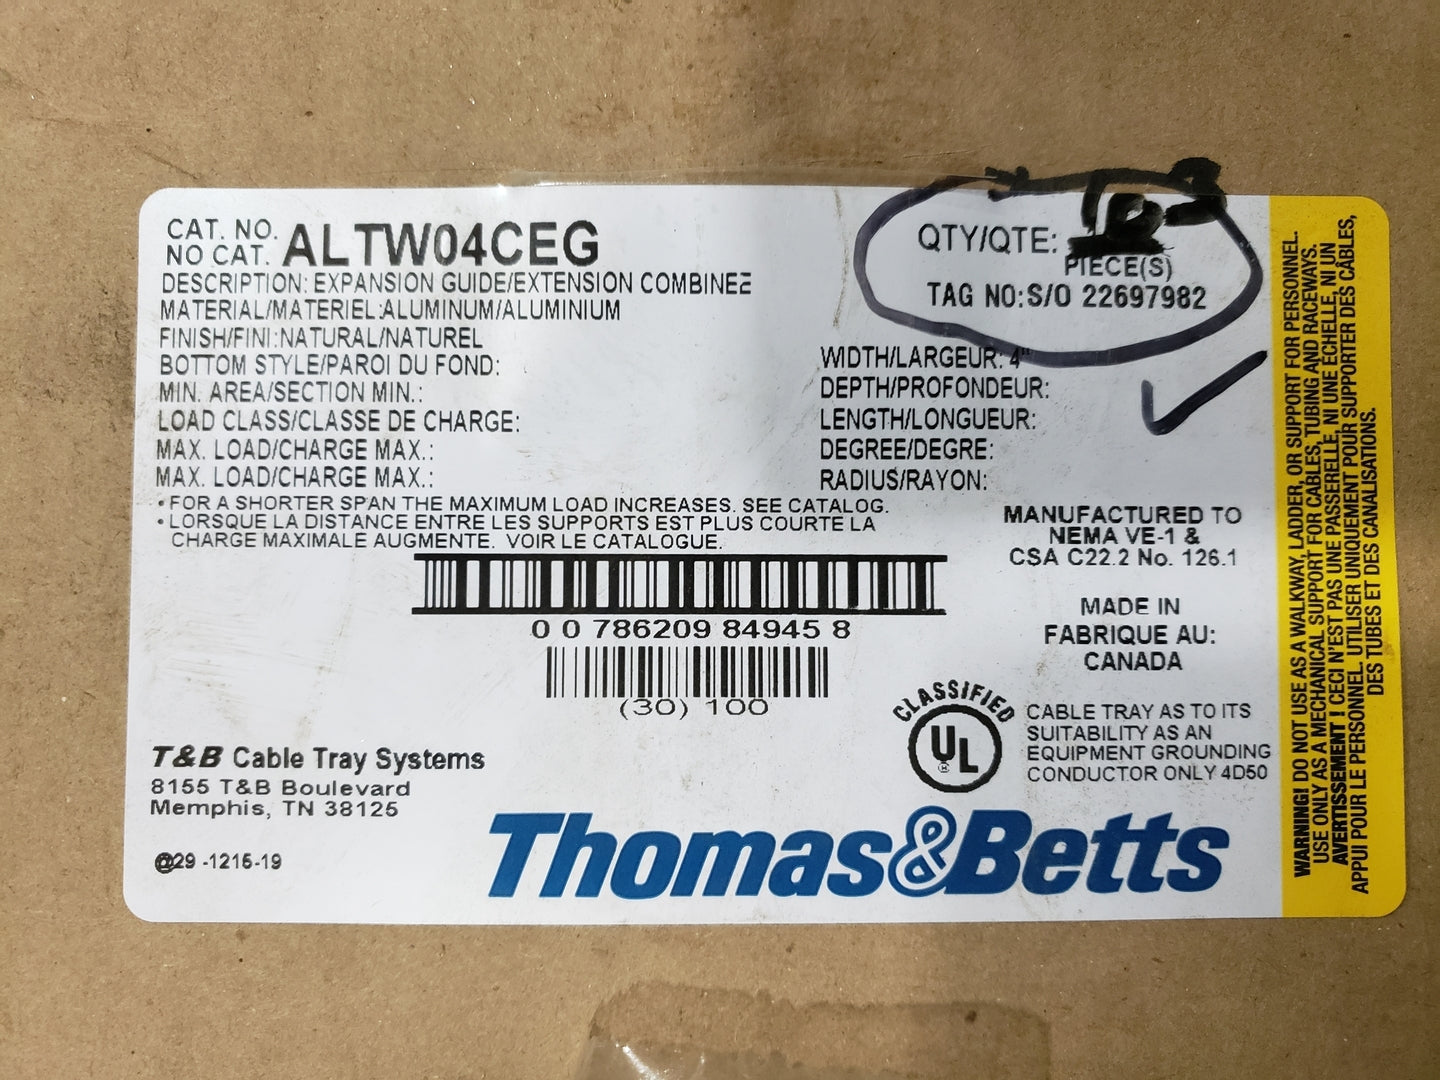 CAT. NO.
NO CAT. ALTW04CEG
DESCRIPTION: EXPANSION GUIDE/EXTENSION COMBINEE
MATERIAL/MATERIEL:ALUMINUM/ALUMINIUM
FINISH/FINI:NATURAL/NATUREL
BOTTOM STYLE/PAROI DU FOND:
MIN. AREA/SECTION MIN.:
LOAD CLASS/CLASSE DE CHARGE:
MAX. LOAD/CHARGE MAX.:
MAX. LOAD/CHARGE MAX.:
QTY/QTE:
PIECE(S)
TAG NO:S/O 22697982
WIDTH/LARGEUR: 4"
DEPTH/PROFONDEUR:
LENGTH/LONGUEUR:
DEGREE/DEGRE:
RADIUS/RAYON:
• FOR A SHORTER SPAN THE MAXIMUM LOAD INCREASES. SEE CATALOG.
• LORSQUE LA DISTANCE ENTRE LES SUPPORTS EST PLUS COURTE LA
CHARGE MAXIMALE AUGMENTE. VOIR LE CATALOGUE.
0 0 786209 84945 8
(30) 100
MANUFACTURED TO
NEMA VE-1 &
CSA C22.2 No. 126.1
MADE IN
FABRIQUE AU:
CANADA
CLASSIFIED
UL
®
CABLE TRAY AS TO ITS
SUITABILITY AS AN
EQUIPMENT GROUNDING
CONDUCTOR ONLY 4D50
T&B Cable Tray Systems
8155 T&B Boulevard
Memphis, TN 38125
@29 -1215-19
Thomas&Betts
WARNING! DO NOT USE AS A WALKWAY, LADDER, OR SUPPORT FOR PERSONNEL.
USE ONLY AS A MECHANICAL SUPPORT FOR CABLES, TUBING AND RACEWAYS.
AVERTISSEMENT ! CECI N'EST PAS UNE PASSERELLE, NI UNE ÉCHELLE, NI UN
APPUI POUR LE PERSONNEL. UTILISER UNIQUEMENT POUR SUPPORTER DES CÂBLES,
DES TUBES ET DES CANALISATIONS.